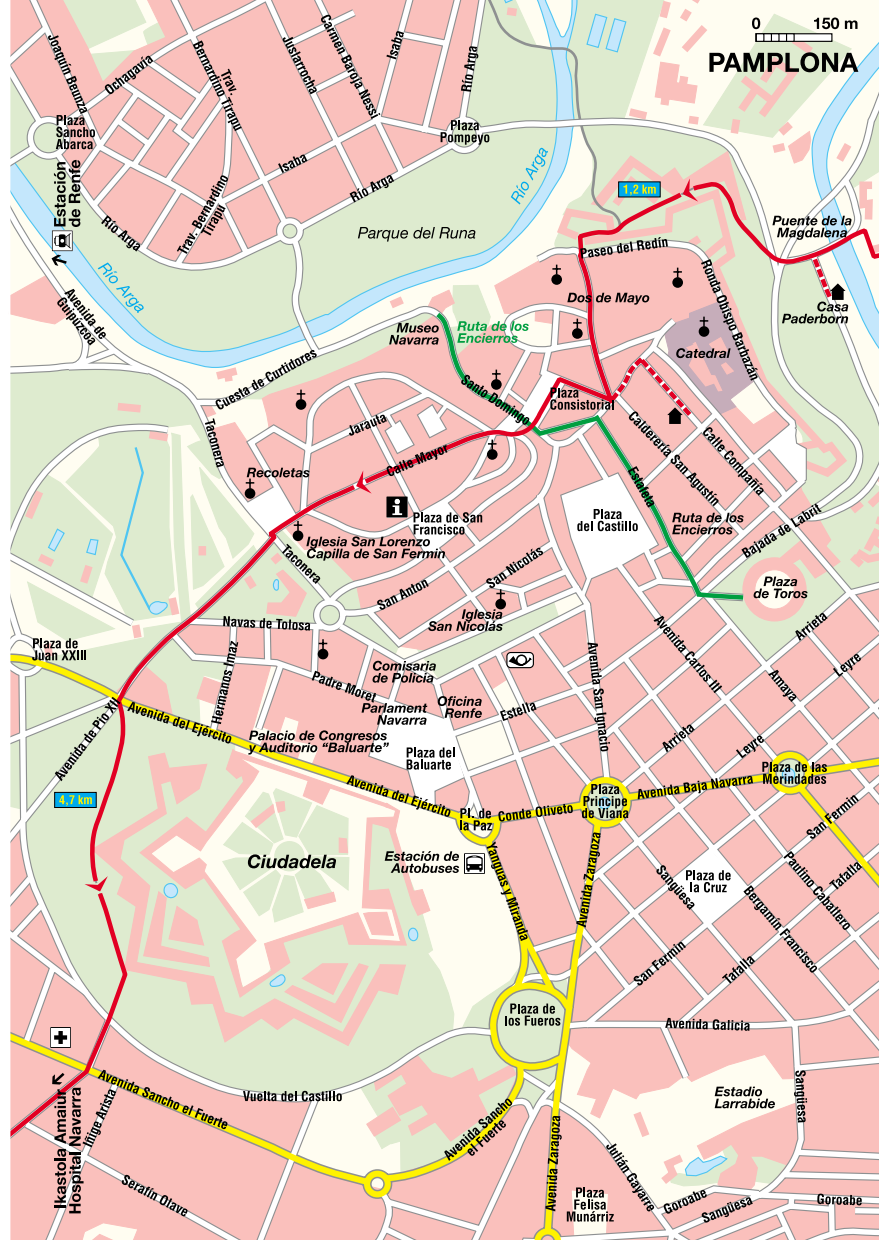 0 150 m
PAMPLONA
Joaquín Beunza
Ochagavía
Bernardino Tirapu
Trav.
Justarrocha
Carmen Baroja Nessi
Isaba
Río Arga
Plaza
Sancho
Abarca
Plaza
Pompeyo
Isaba
Río Arga
Trav. Bernardino
Tirapu
Río Arga
Río Arga
1,2 km
Estación
de Renfe
Parque del Runa
Puente de la
Magdalena
Paseo del Redín
Río Arga
Avenida de
Guipúzcoa
Dos de Mayo
Ronda Obispo Barbazán
Casa
Paderborn
Museo
Navarra
Ruta de los
Encierros
Catedral
Cuesta de Curtidores
Santo Domingo
Plaza
Consistorial
Taconera
Jaraula
Calderería San Agustín
Calle Compañía
Calle Mayor
Recoletas
Estafeta
i
Plaza de San
Francisco
Plaza
del Castillo
Ruta de los
Encierros
Bajada de Labril
Iglesia San Lorenzo
Capilla de San Fermin
Taconera
San Nicolás
San Anton
Plaza
de Toros
Iglesia
San Nicolás
Navas de Tolosa
Arrieta
Plaza de
Juan XXIII
Hermanos Imaz
Comisaria
de Policía
Avenida San Ignacio
Avenida Carlos III
Leyre
Amaya
Padre Moret
Parlament
Navarra
Oficina
Renfe
Estella
Avenida de Pio XII
Avenida del Ejército
Palacio de Congresos
y Auditorio “Baluarte”
Arrieta
Leyre
Plaza del
Baluarte
Plaza de las
Merindades
4,7 km
Avenida del Ejército
Pl. de
la Paz
Conde Oliveto
Plaza
Principe
de Viana
Avenida Baja Navarra
San Fermin
Ciudadela
Estación de
Autobuses
Yanguas y Miranda
Avenida Zaragoza
Sangüesa
Plaza de
la Cruz
Paulino Caballero
Tafalla
Bergamin Francisco
San Fermin
Tafalla
Plaza de
los Fueros
Avenida Galicia
Avenida Sancho el Fuerte
Vuelta del Castillo
Estadio
Larrabide
Sangüesa
Ikastola Amaiur
Hospital Navarra
Iñige Arista
Avenida Sancho
el Fuerte
Serafín Olave
Avenida Zaragoza
Julián Gayarre
Plaza
Felisa
Munárriz
Goroabe
Sangüesa
Goroabe